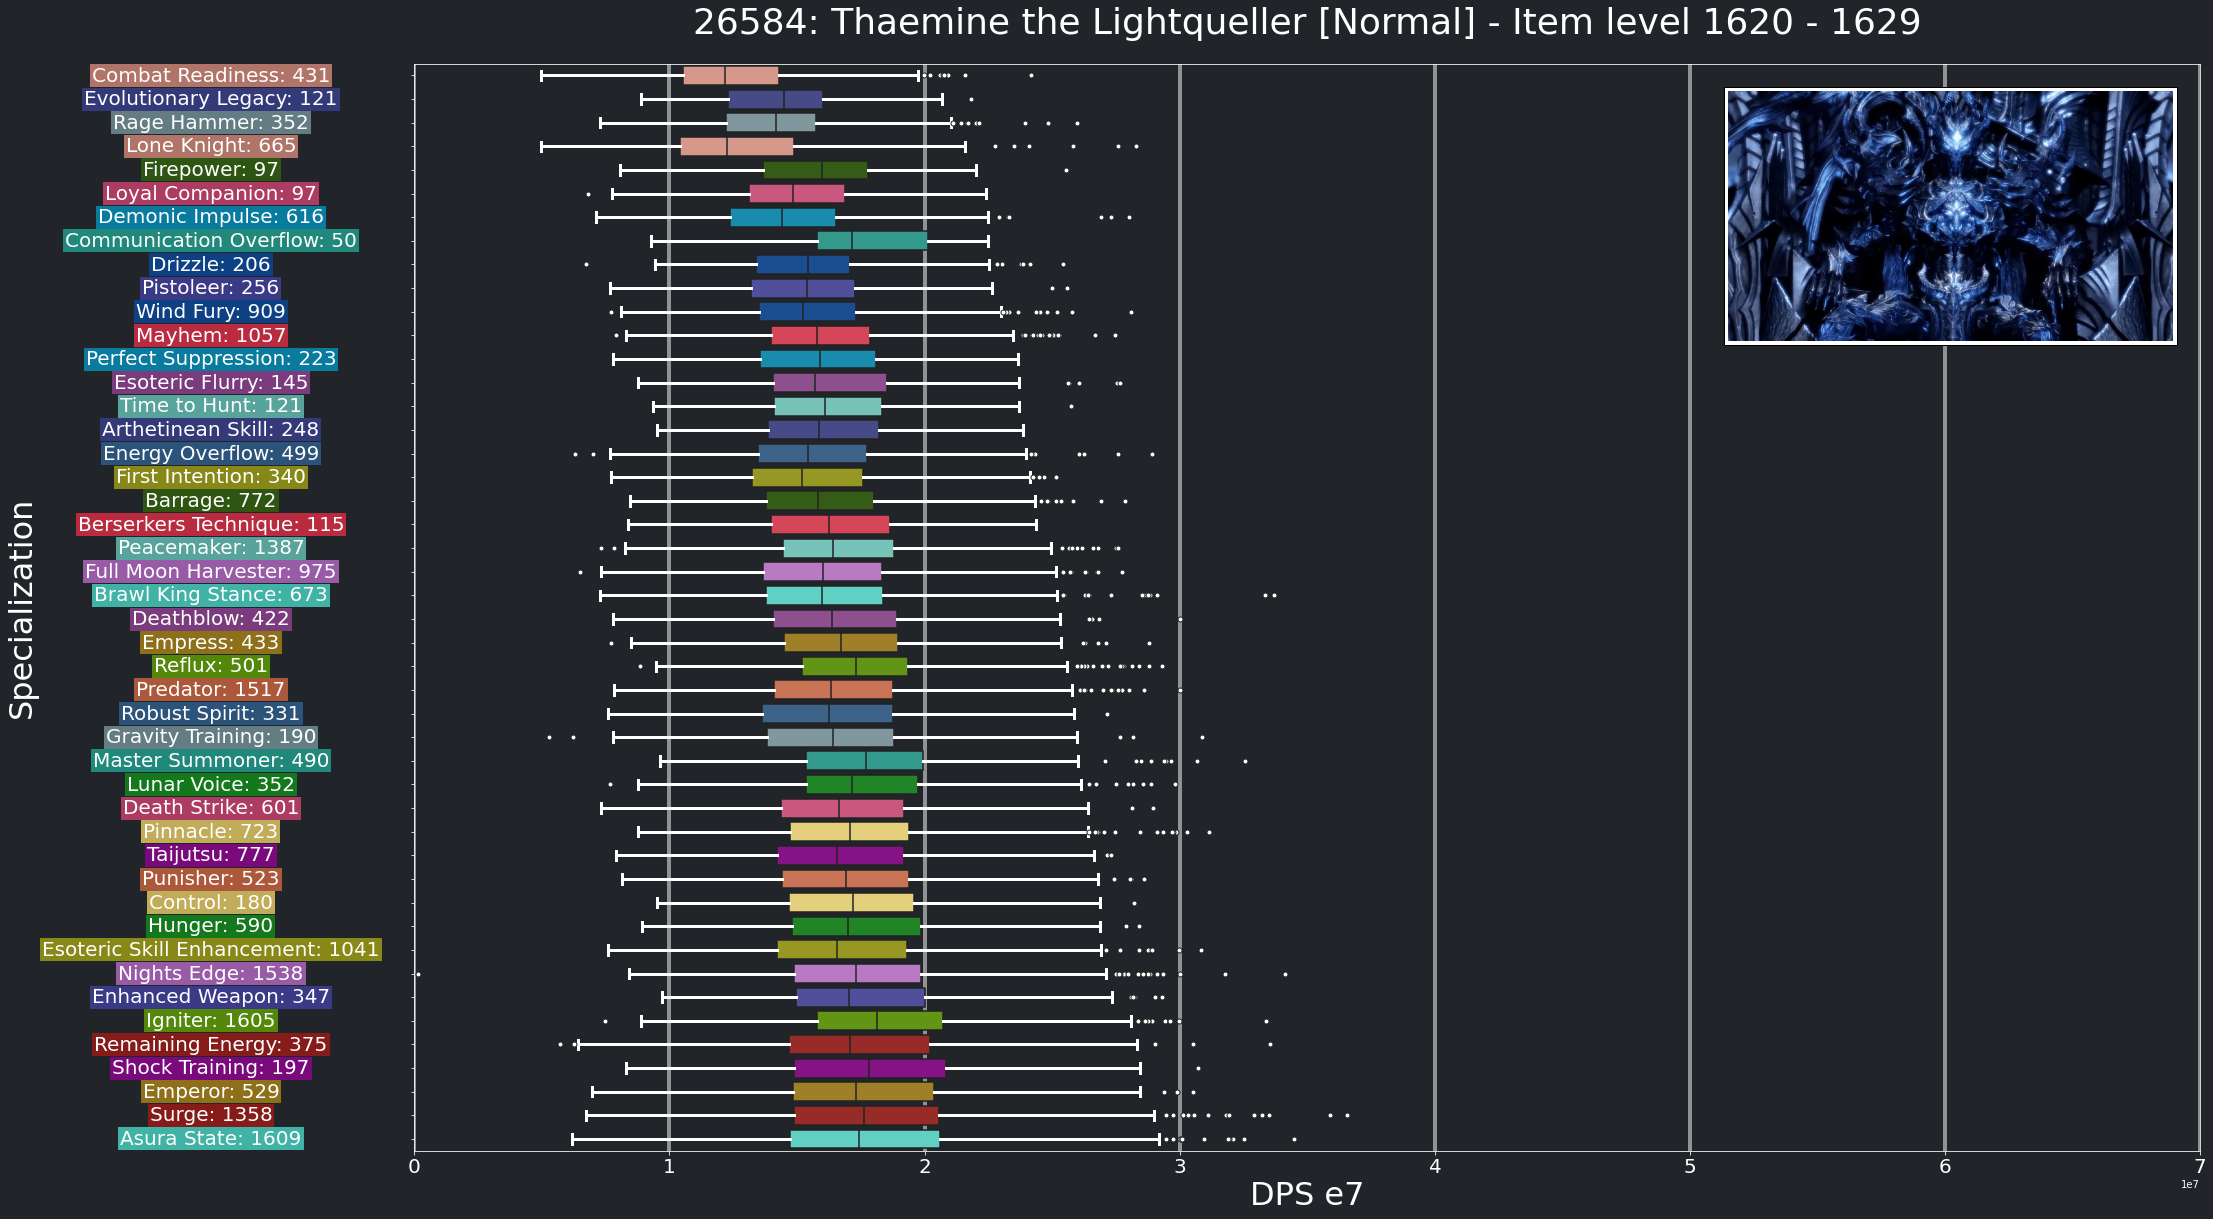 26584: Thaemine the Lightqueller [Normal] - Item level 1620 - 1629
Specialization
Combat Readiness: 431
Evolutionary Legacy: 121
Rage Hammer: 352
Lone Knight: 665
Firepower: 97
Loyal Companion: 97
Demonic Impulse: 616
Communication Overflow: 50
Drizzle: 206
Pistoleer: 256
Wind Fury: 909
Mayhem: 1057
Perfect Suppression: 223
Esoteric Flurry: 145
Time to Hunt: 121
Arthetinean Skill: 248
Energy Overflow: 499
First Intention: 340
Barrage: 772
Berserkers Technique: 115
Peacemaker: 1387
Full Moon Harvester: 975
Brawl King Stance: 673
Deathblow: 422
Empress: 433
Reflux: 501
Predator: 1517
Robust Spirit: 331
Gravity Training: 190
Master Summoner: 490
Lunar Voice: 352
Death Strike: 601
Pinnacle: 723
Taijutsu: 777
Punisher: 523
Control: 180
Hunger: 590
Esoteric Skill Enhancement: 1041
Nights Edge: 1538
Enhanced Weapon: 347
Igniter: 1605
Remaining Energy: 375
Shock Training: 197
Emperor: 529
Surge: 1358
Asura State: 1609
0 1 2 3 4 5 6 7
1e7
DPS e7